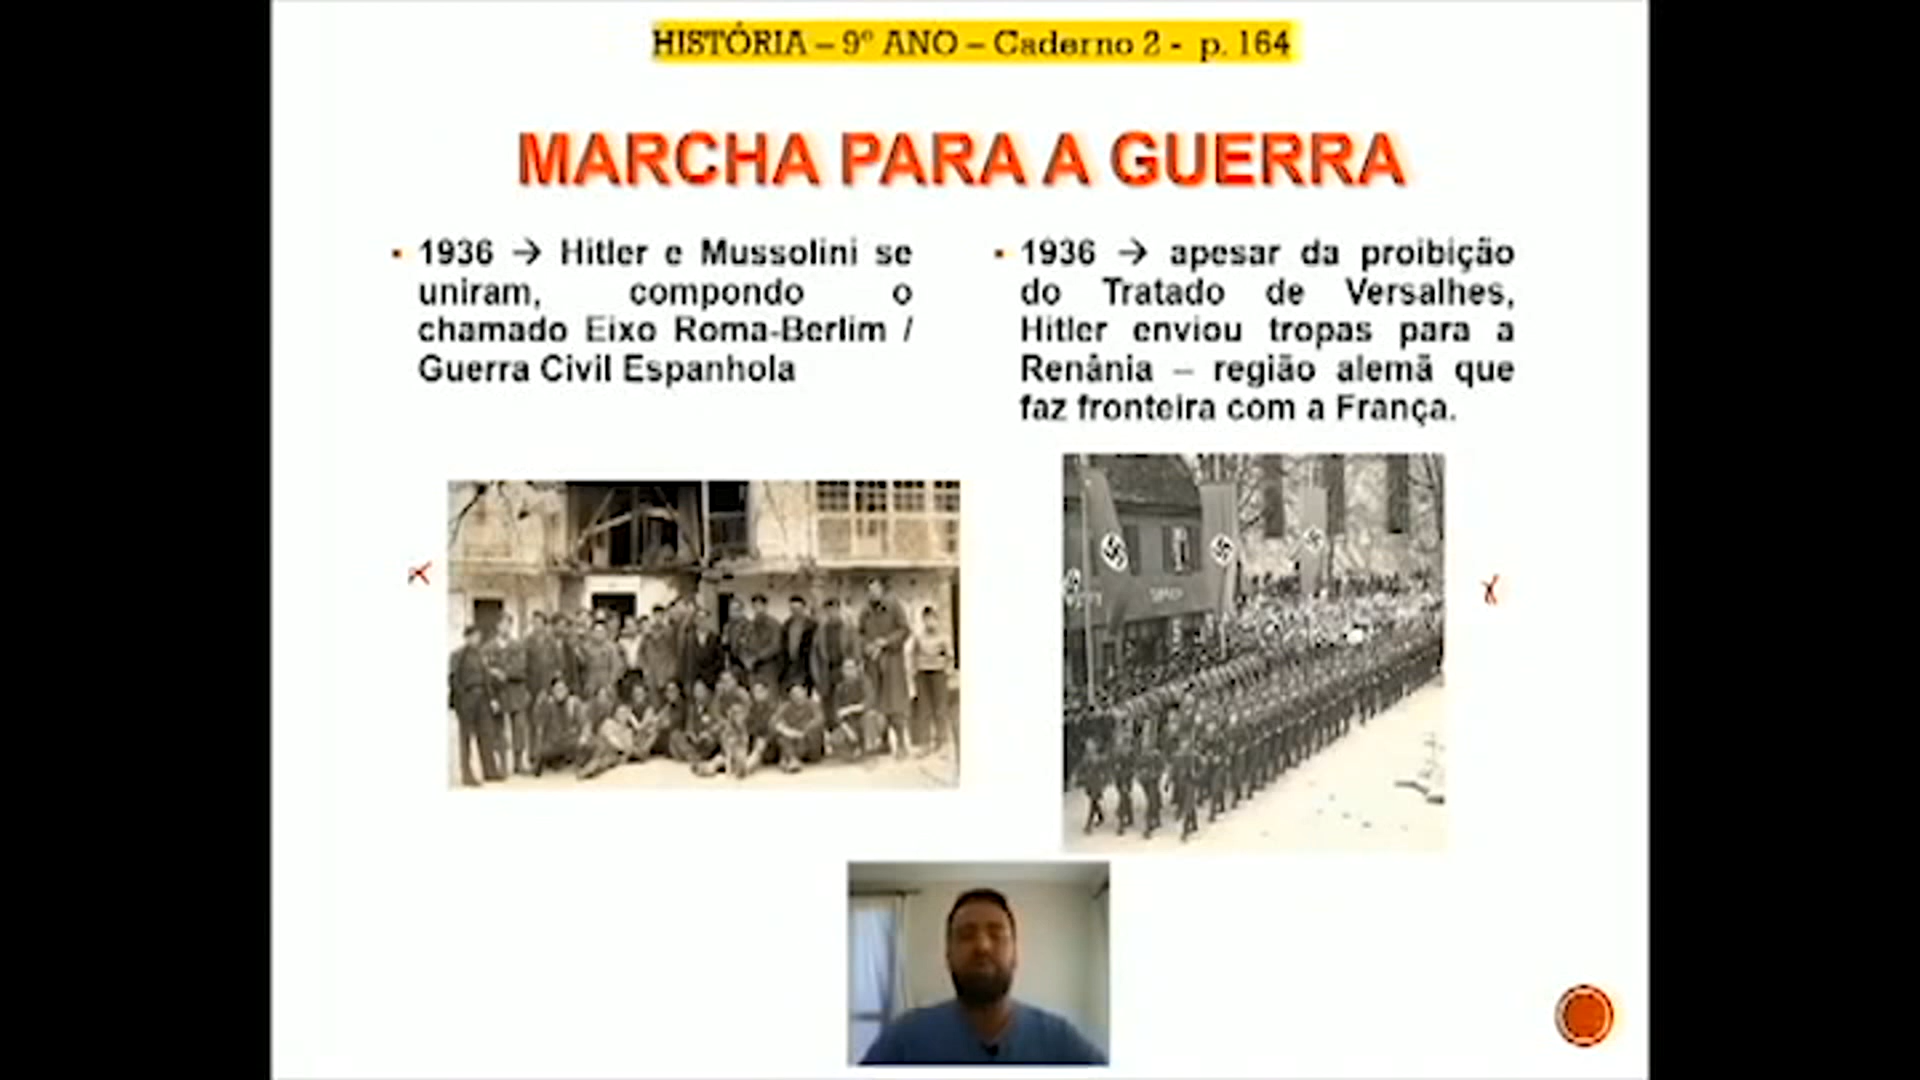 HISTÓRIA – 9º ANO – Caderno 2 - p. 164
MARCHA PARA A GUERRA
▪ 1936 → Hitler e Mussolini se
uniram, compondo o
chamado Eixo Roma-Berlim /
Guerra Civil Espanhola
▪ 1936 → apesar da proibição
do Tratado de Versalhes,
Hitler enviou tropas para a
Renânia – região alemã que
faz fronteira com a França.